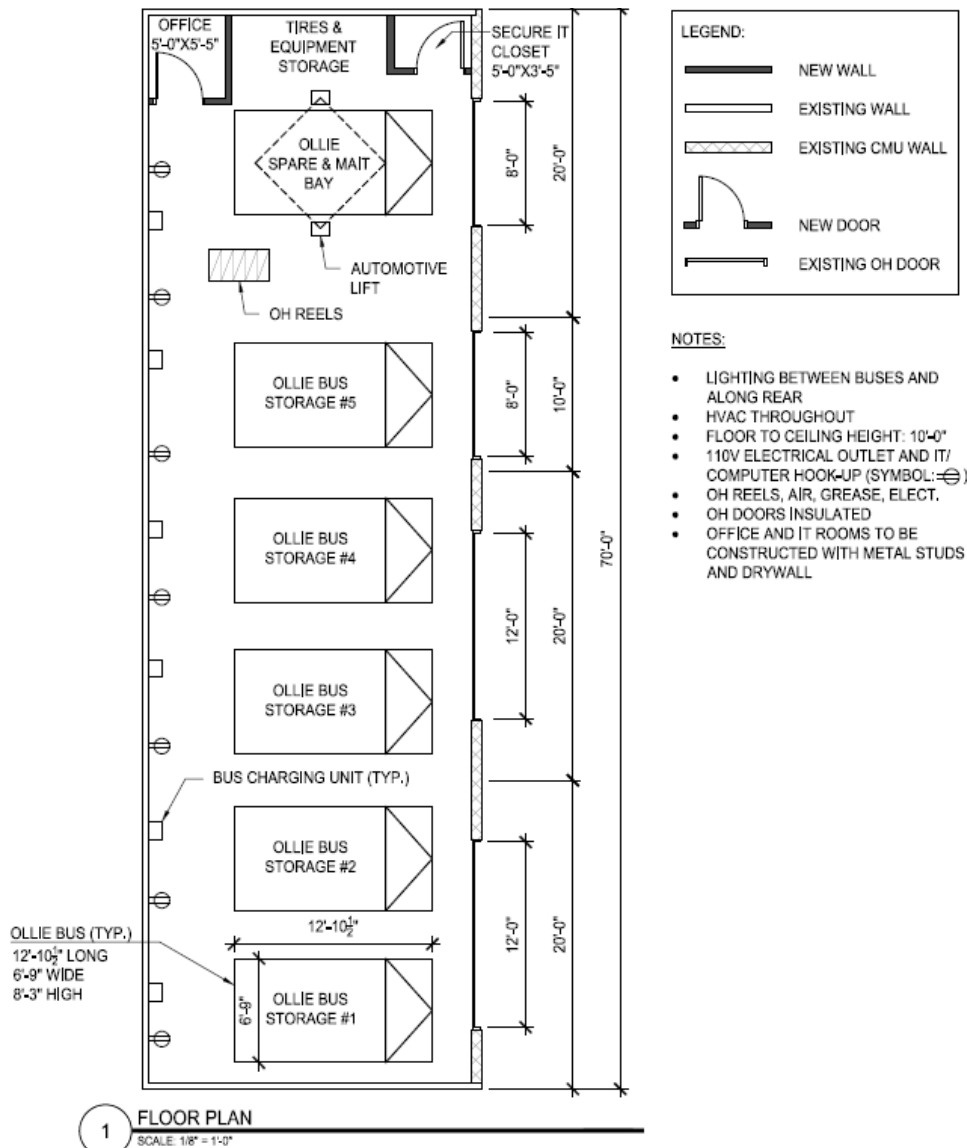 OFFICE
5'-0"X5'-5"
TIRES &
EQUIPMENT
STORAGE
SECURE IT
CLOSET
5'-0"X3'-5"
OLLIE
SPARE & MAIT
BAY
8'-0"
20'-0"
AUTOMOTIVE
LIFT
OH REELS
OLLIE BUS
STORAGE #5
8'-0"
10'-0"
OLLIE BUS
STORAGE #4
70'-0"
12'-0"
20'-0"
OLLIE BUS
STORAGE #3
BUS CHARGING UNIT (TYP.)
OLLIE BUS
STORAGE #2
12'-10½"
12'-0"
20'-0"
OLLIE BUS (TYP.)
12'-10½" LONG
6'-9" WIDE
8'-3" HIGH
6'-9"
OLLIE BUS
STORAGE #1
1
FLOOR PLAN
SCALE: 1/8" = 1'-0"
LEGEND:
NEW WALL
EXISTING WALL
EXISTING CMU WALL
NEW DOOR
EXISTING OH DOOR
NOTES:
• LIGHTING BETWEEN BUSES AND
ALONG REAR
• HVAC THROUGHOUT
• FLOOR TO CEILING HEIGHT: 10'-0"
• 110V ELECTRICAL OUTLET AND IT/
COMPUTER HOOK-UP (SYMBOL: )
• OH REELS, AIR, GREASE, ELECT.
• OH DOORS INSULATED
• OFFICE AND IT ROOMS TO BE
CONSTRUCTED WITH METAL STUDS
AND DRYWALL